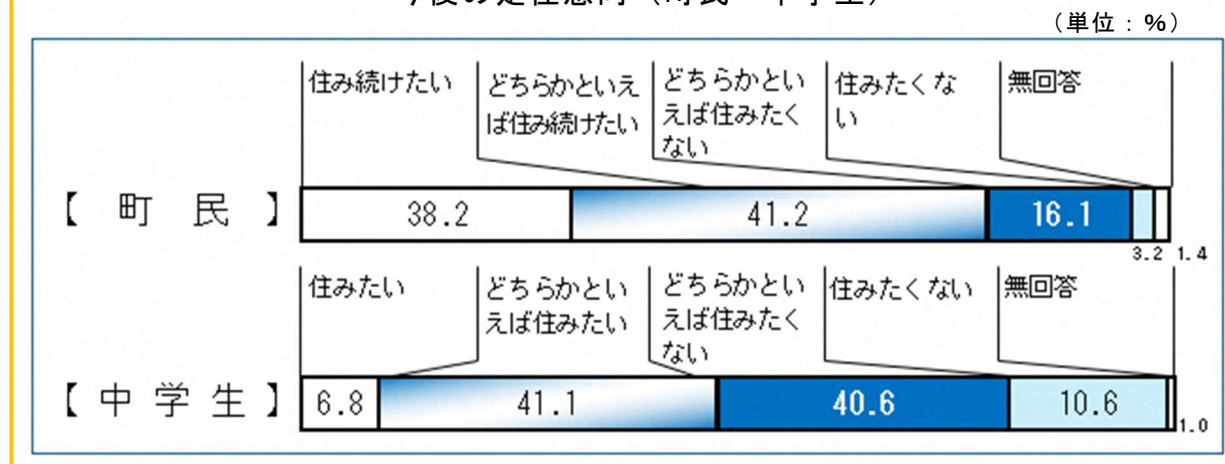 （単位：％）
住み続けたい
どちらかといえ
ば住み続けたい
どちらかとい
えば住みたく
ない
住みたくな
い
無回答
【 町 民 】
38.2
41.2
16.1
3.2
1.4
住みたい
どちらかとい
えば住みたい
どちらかとい
えば住みたく
ない
住みたくない
無回答
【 中 学 生 】
6.8
41.1
40.6
10.6
1.0